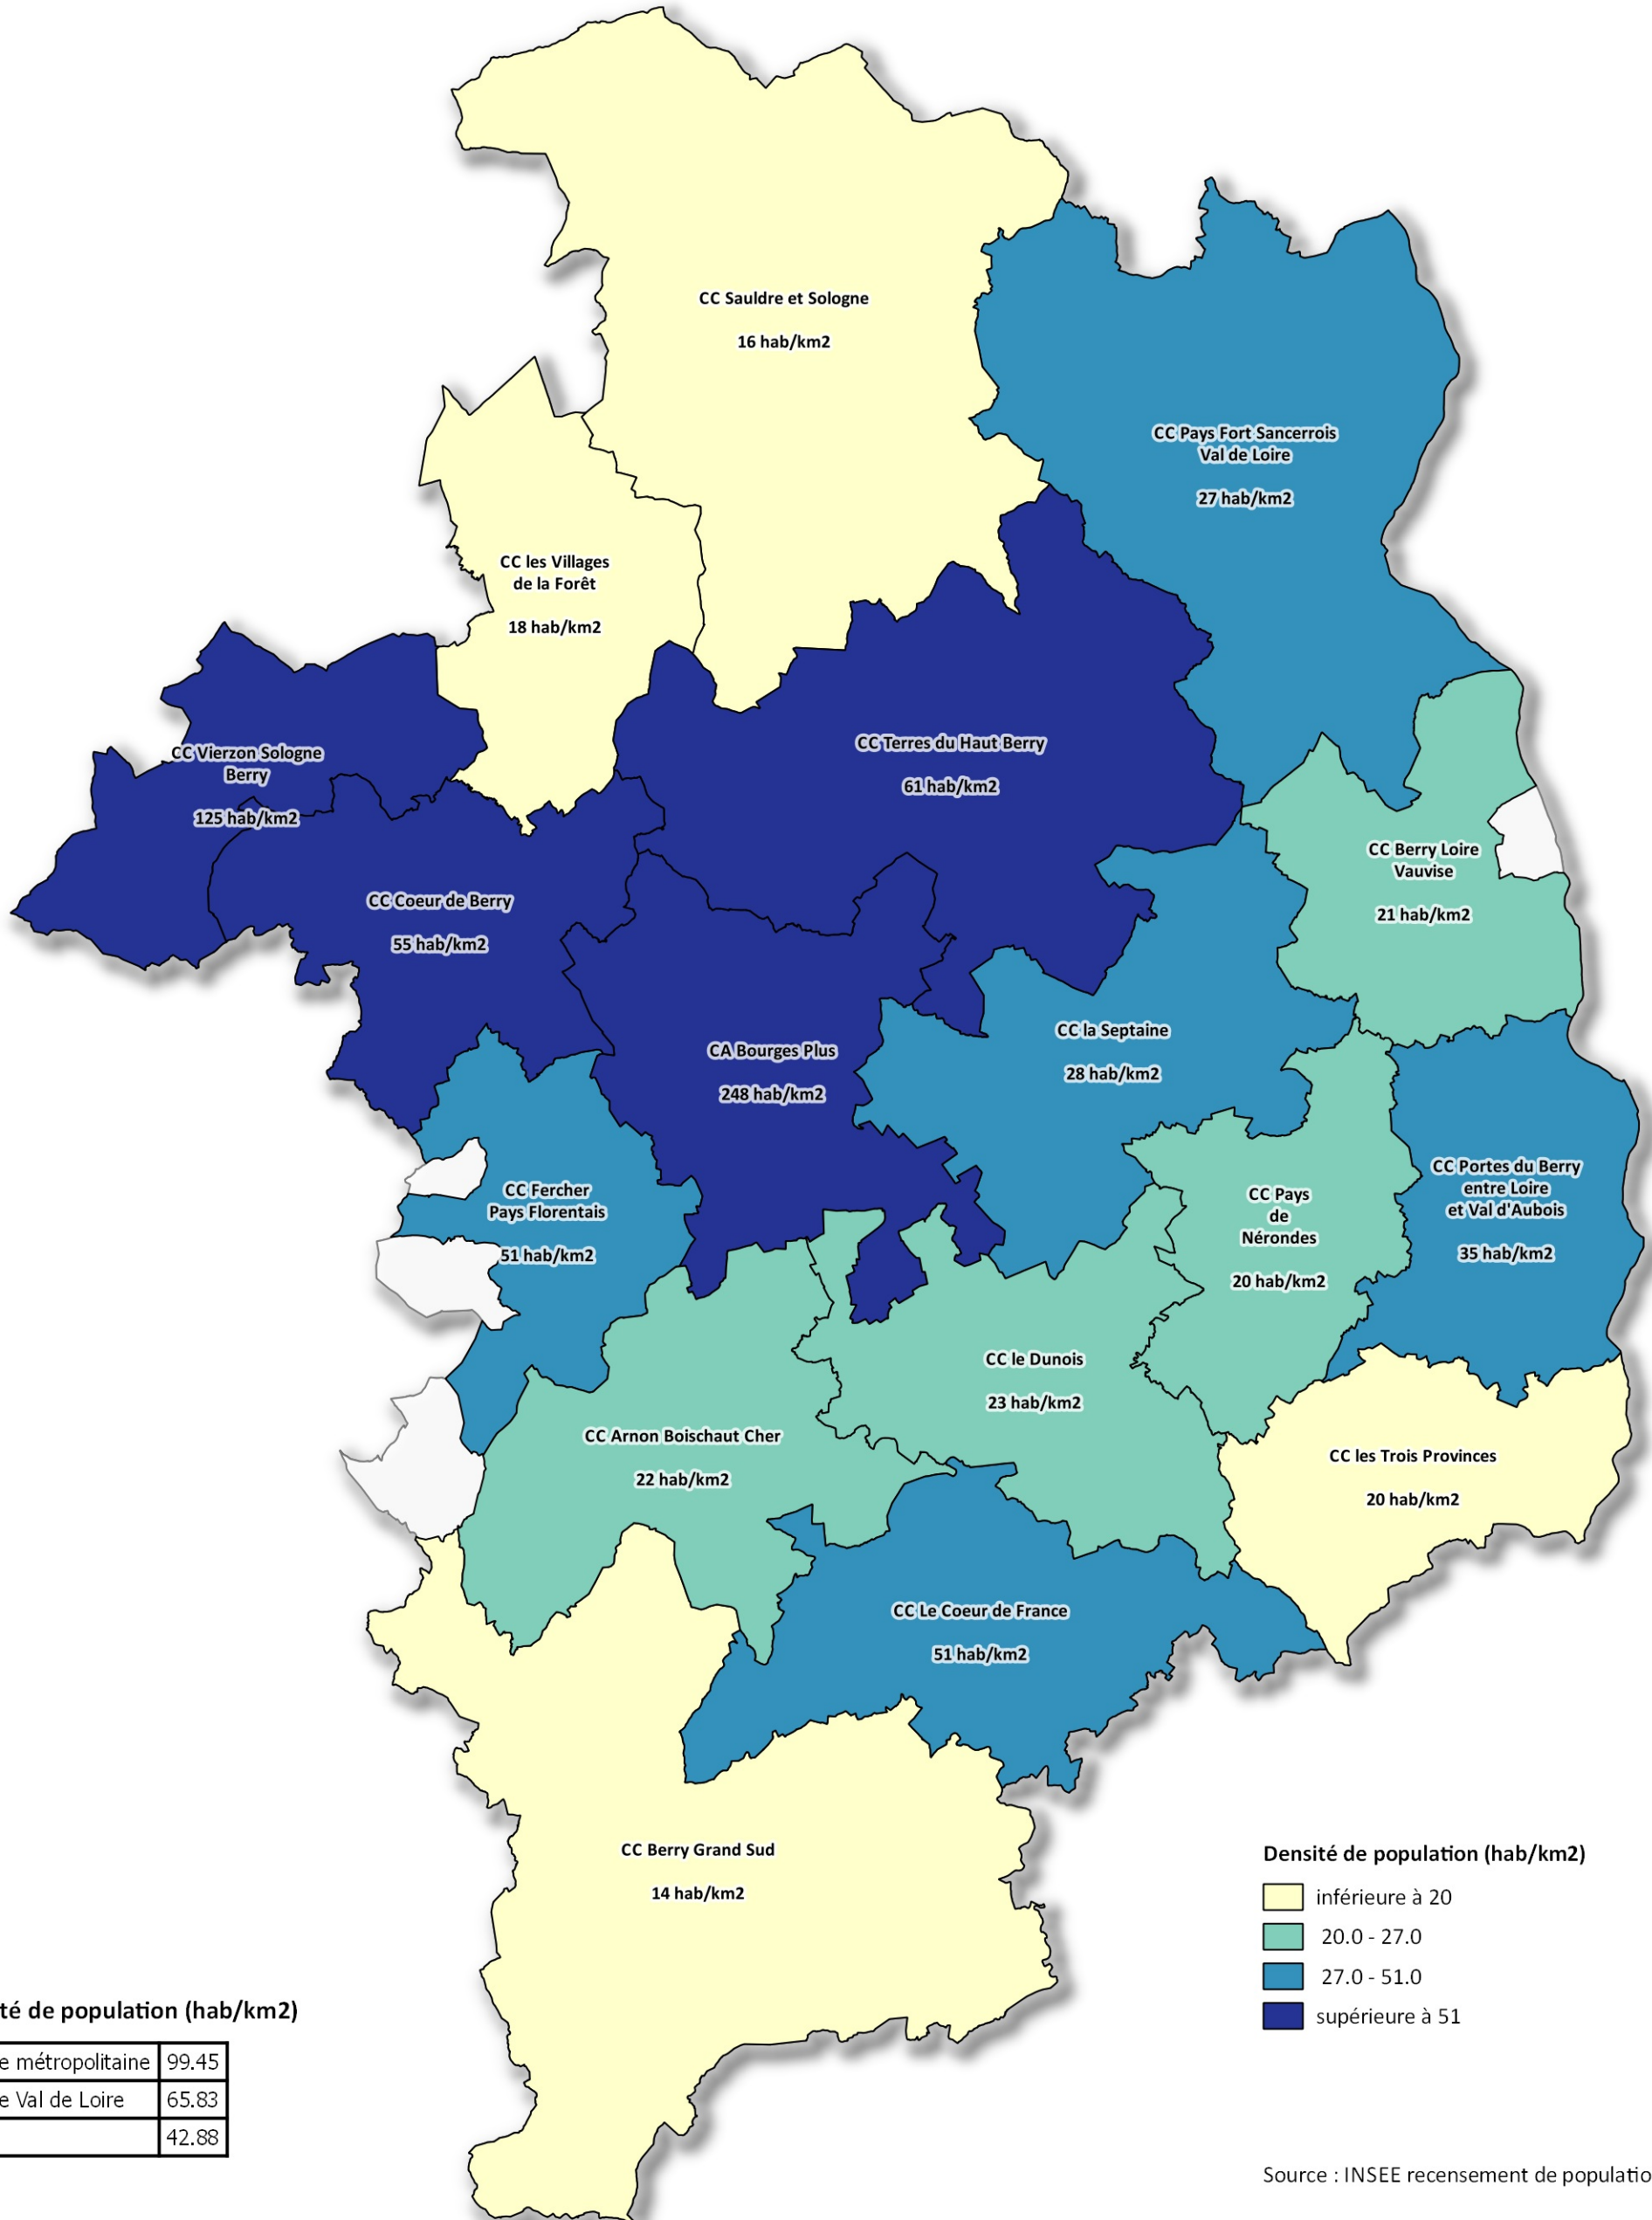 CC Sauldre et Sologne
16 hab/km2
CC Pays Fort Sancerrois
Val de Loire
27 hab/km2
CC les Villages
de la Forêt
18 hab/km2
CC Vierzon Sologne
Berry
125 hab/km2
CC Terres du Haut Berry
61 hab/km2
CC Berry Loire
Vauvise
21 hab/km2
CC Coeur de Berry
55 hab/km2
CA Bourges Plus
248 hab/km2
CC la Septaine
28 hab/km2
CC Fercher
Pays Florentais
51 hab/km2
CC Pays
de
Nérondes
20 hab/km2
CC Portes du Berry
entre Loire
et Val d'Aubois
35 hab/km2
CC le Dunois
23 hab/km2
CC Arnon Boischaut Cher
22 hab/km2
CC les Trois Provinces
20 hab/km2
CC Le Coeur de France
51 hab/km2
CC Berry Grand Sud
14 hab/km2
Densité de population (hab/km2)
inférieure à 20
20.0 - 27.0
27.0 - 51.0
supérieure à 51
té de population (hab/km2)
e métropolitaine 99.45
e Val de Loire 65.83
42.88
Source : INSEE recensement de populatio